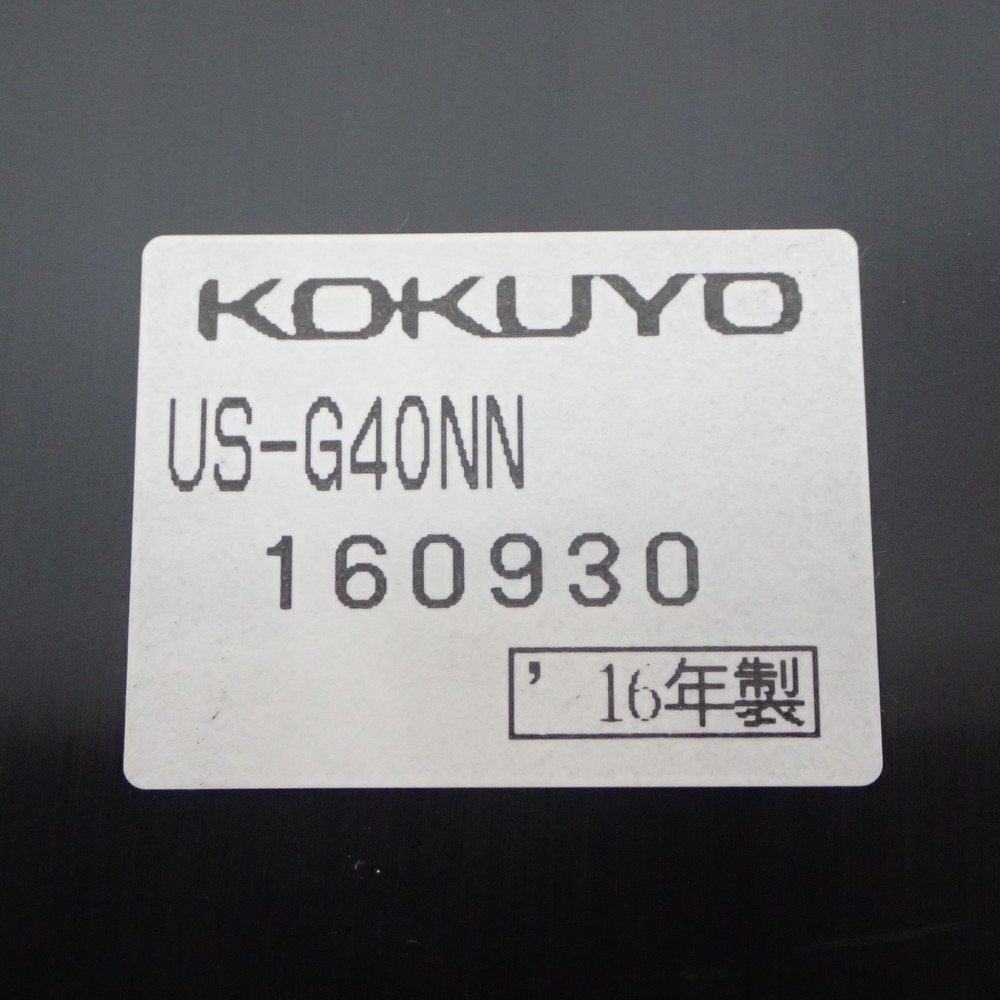 KOKUYO
US-G40NN
160930
’16年製